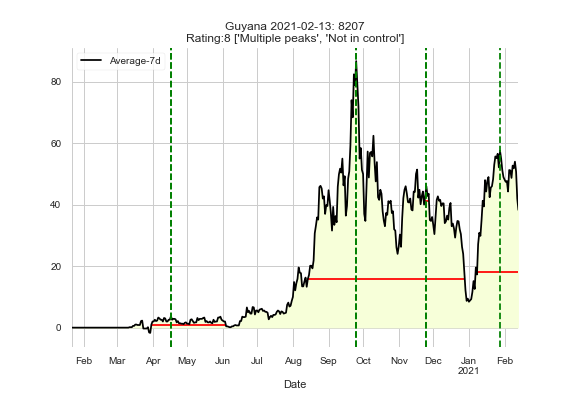 Guyana 2021-02-13: 8207
Rating:8 ['Multiple peaks', 'Not in control']
Average-7d
80
60
40
20
0
Feb Mar Apr May Jun Jul Aug Sep Oct Nov Dec Jan Feb
2021
Date